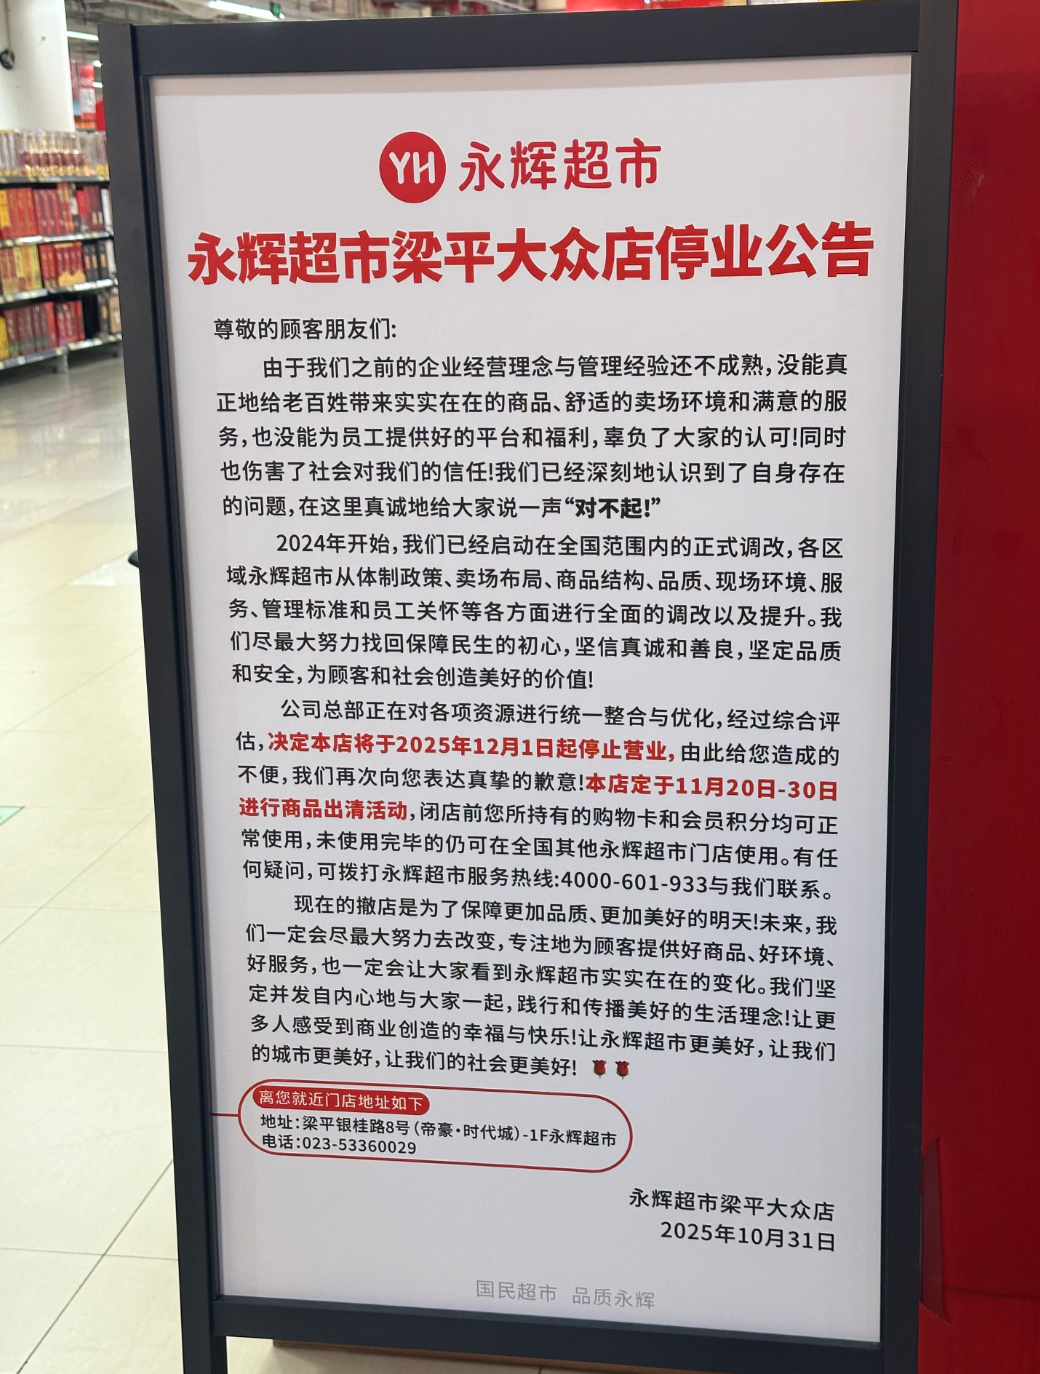 YH 永辉超市
永辉超市梁平大众店停业公告
尊敬的顾客朋友们:
由于我们之前的企业经营理念与管理经验还不成熟,没能真
正地给老百姓带来实实在在的商品、舒适的卖场环境和满意的服
务,也没能为员工提供好的平台和福利,辜负了大家的认可!同时
也伤害了社会对我们的信任!我们已经深刻地认识到了自身存在
的问题,在这里真诚地给大家说一声“对不起!”
2024年开始,我们已经启动在全国范围内的正式调改,各区
域永辉超市从体制政策、卖场布局、商品结构、品质、现场环境、服
务、管理标准和员工关怀等各方面进行全面的调改以及提升。我
们尽最大努力找回保障民生的初心,坚信真诚和善良,坚定品质
和安全,为顾客和社会创造美好的价值!
公司总部正在对各项资源进行统一整合与优化,经过综合评
估,决定本店将于2025年12月1日起停止营业,由此给您造成的
不便,我们再次向您表达真挚的歉意!本店定于11月20日-30日
进行商品出清活动,闭店前您所持有的购物卡和会员积分均可正
常使用,未使用完毕的仍可在全国其他永辉超市门店使用。有任
何疑问,可拨打永辉超市服务热线:4000-601-933与我们联系。
现在的撤店是为了保障更加品质、更加美好的明天!未来,我
们一定会尽最大努力去改变,专注地为顾客提供好商品、好环境、
好服务,也一定会让大家看到永辉超市实实在在的变化。我们坚
定并发自内心地与大家一起,践行和传播美好的生活理念!让更
多人感受到商业创造的幸福与快乐!让永辉超市更美好,让我们
的城市更美好,让我们的社会更美好!
离您就近门店地址如下
地址:梁平银桂路8号(帝豪·时代城)-1F永辉超市
电话:023-53360029
永辉超市梁平大众店
2025年10月31日
国民超市 品质永辉